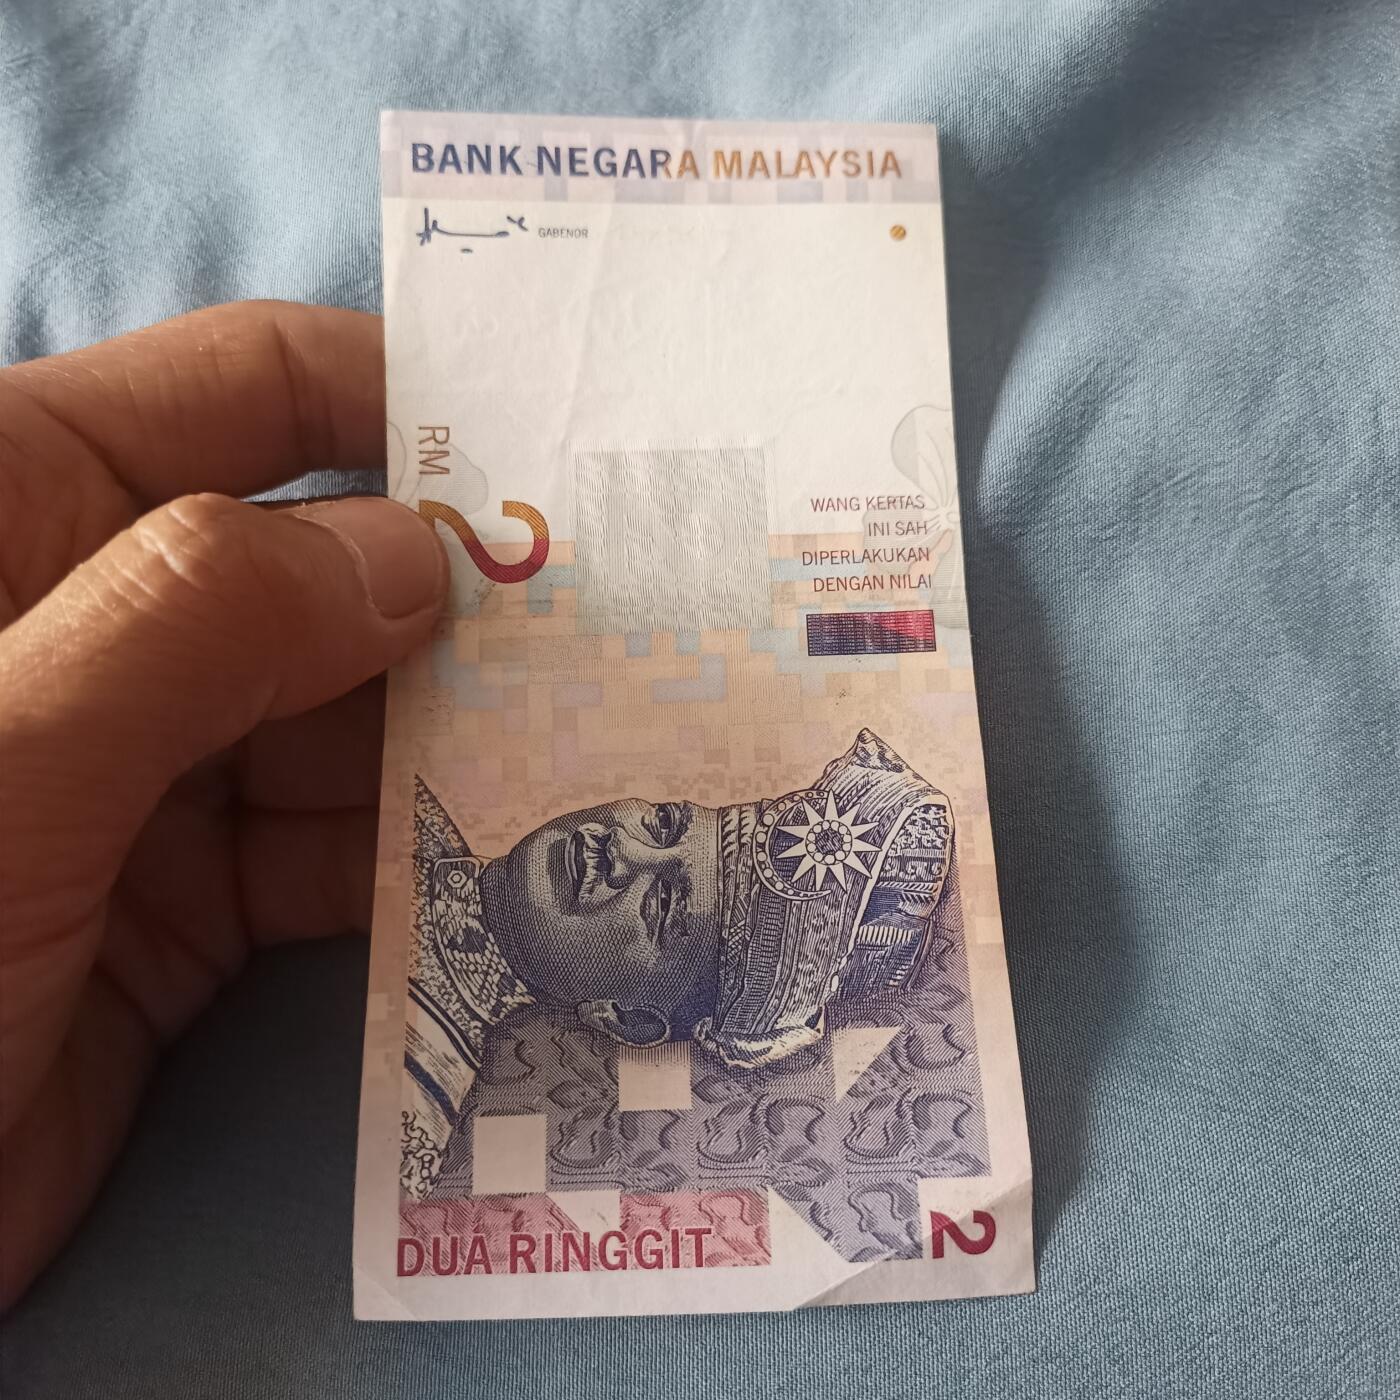 BANK NEGARA MALAYSIA
GABENOR
RM
2
WANG KERTAS
INI SAH
DIPERLAKUKAN
DENGAN NILAI
DUA RINGGIT
2